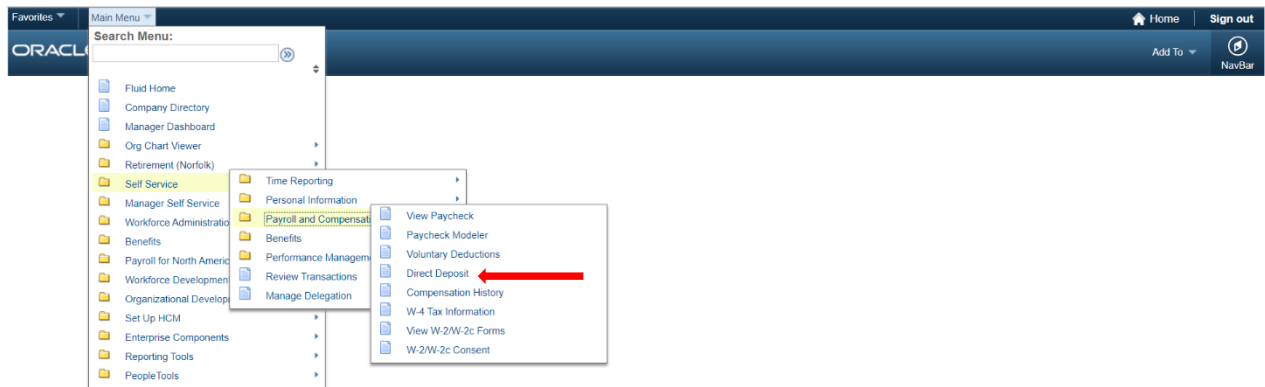 Favorites
Main Menu
Home
Sign out
Search Menu:
ORACL
Add To
NavBar
Fluid Home
Company Directory
Manager Dashboard
Org Chart Viewer
Retirement (Norfolk)
Self Service
Manager Self Service
Workforce Administratio
Benefits
Payroll for North Americ
Workforce Developmen
Organizational Develop
Set Up HCM
Enterprise Components
Reporting Tools
PeopleTools
Time Reporting
Personal Information
Payroll and Compensati
Benefits
Performance Managem
Review Transactions
Manage Delegation
View Paycheck
Paycheck Modeler
Voluntary Deductions
Direct Deposit
Compensation History
W-4 Tax Information
View W-2/W-2c Forms
W-2/W-2c Consent